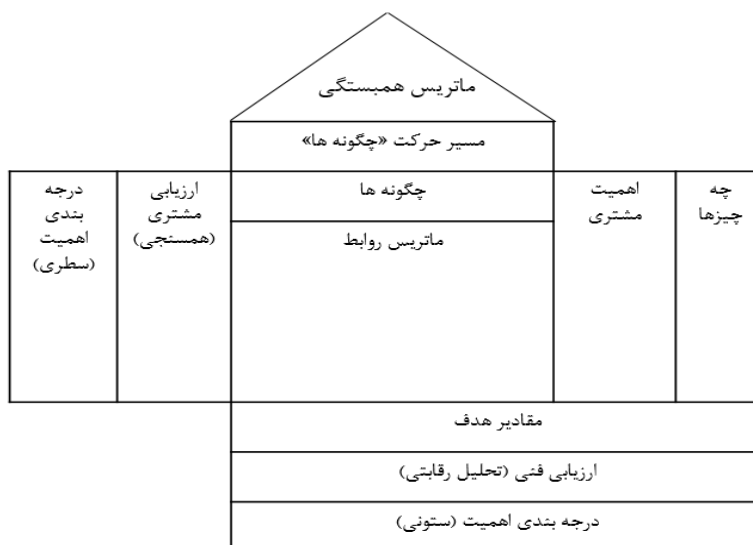 ماتریس همبستگی
مسیر حرکت «چگونه ها»
چه
چیزها
اهمیت
مشتری
چگونه ها
ماتریس روابط
ارزیابی
مشتری
(همسنجی)
درجه
بندی
اهمیت
(سطری)
مقادیر هدف
ارزیابی فنی (تحلیل رقابتی)
درجه بندی اهمیت (ستونی)